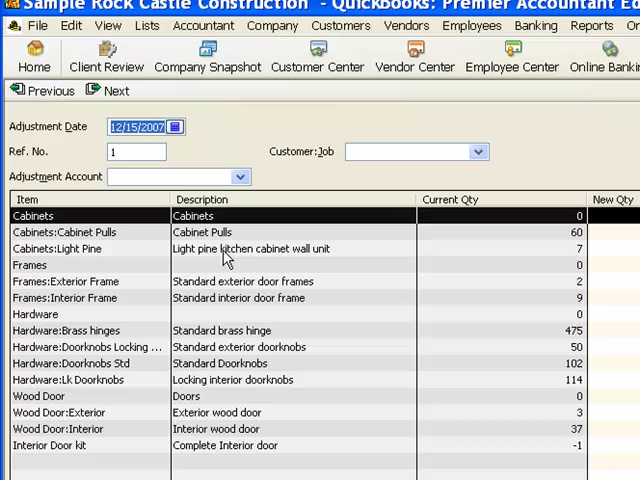 Sample Rock Castle Construction - QuickBooks: Premier Accountant Ed
File Edit View Lists Accountant Company Customers Vendors Employees Banking Reports
Home Client Review Company Snapshot Customer Center Vendor Center Employee Center Online Banki
Previous Next
Adjustment Date 12/15/2007
Ref. No. 1 Customer:Job
Adjustment Account
Item Description Current Qty New Qty
Cabinets Cabinets 0
Cabinets:Cabinet Pulls Cabinet Pulls 60
Cabinets:Light Pine Light pine kitchen cabinet wall unit 7
Frames 0
Frames:Exterior Frame Standard exterior door frames 2
Frames:Interior Frame Standard interior door frame 9
Hardware 0
Hardware:Brass hinges Standard brass hinge 475
Hardware:Doorknobs Locking ... Standard exterior doorknobs 50
Hardware:Doorknobs Std Standard Doorknobs 102
Hardware:Lk Doorknobs Locking interior doorknobs 114
Wood Door Doors 0
Wood Door:Exterior Exterior wood door 3
Wood Door:Interior Interior wood door 37
Interior Door kit Complete Interior door -1